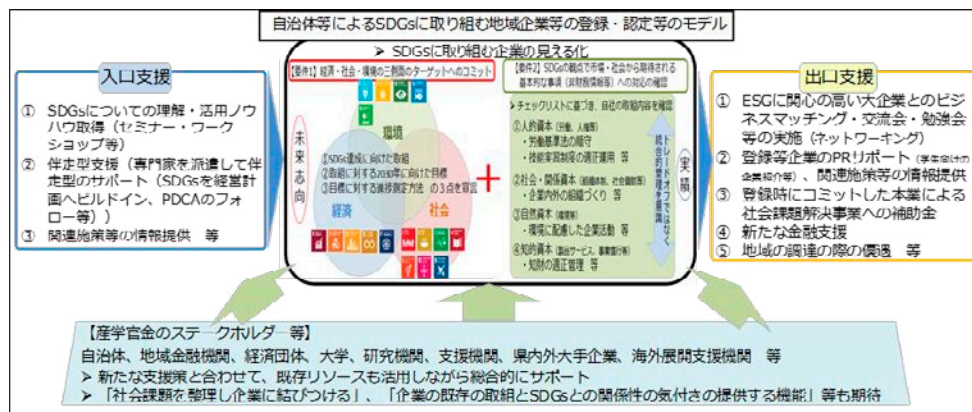 自治体等によるSDGsに取り組む地域企業等の登録・認定等のモデル
➢ SDGsに取り組む企業の見える化
入口支援
① SDGsについての理解・活用ノウ
ハウ取得（セミナー・ワーク
ショップ等）
② 伴走型支援（専門家を派遣して伴
走型のサポート（SDGsを経営計
画へビルドイン、PDCAのフォ
ロー等））
③ 関連施策等の情報提供 等
未来志向
【要件1】経済・社会・環境の三側面のターゲットへのコミット
環境
①SDGs達成に向けた取組
②取組に対する2030年に向けた目標
③目標に対する進捗測定方法 の３点を宣言
経済
社会
+
【要件2】SDGsの観点で市場・社会から期待される
基本的な事項（非財務情報等）への対応の確認
➢チェックリストに基づき、自社の取組内容を確認
①人的資本（労働、人権等）
・労働基準法の順守
・技能実習制度の適正運用 等
②社会・関係資本（組織体制、社会貢献等）
・企業内外の組織づくり 等
③自然資本（環境等）
・環境に配慮した企業活動 等
④知的資本（製品サービス、事業慣行等）
・知財の適正管理 等
トレードオフではなく
統合的管理を意識
実績
出口支援
① ESGに関心の高い大企業とのビジ
ネスマッチング・交流会・勉強会
等の実施（ネットワーキング）
② 登録等企業のPRリポート（学生向けの
企業紹介等）、関連施策等の情報提供
③ 登録時にコミットした本業による
社会課題解決事業への補助金
④ 新たな金融支援
⑤ 地域の調達の際の優遇 等
【産学官金のステークホルダー等】
自治体、地域金融機関、経済団体、大学、研究機関、支援機関、県内外大手企業、海外展開支援機関 等
➢ 新たな支援策と合わせて、既存リソースも活用しながら総合的にサポート
➢ 「社会課題を整理し企業に結びつける」、「企業の既存の取組とSDGsとの関係性の気付きの提供する機能」等も期待